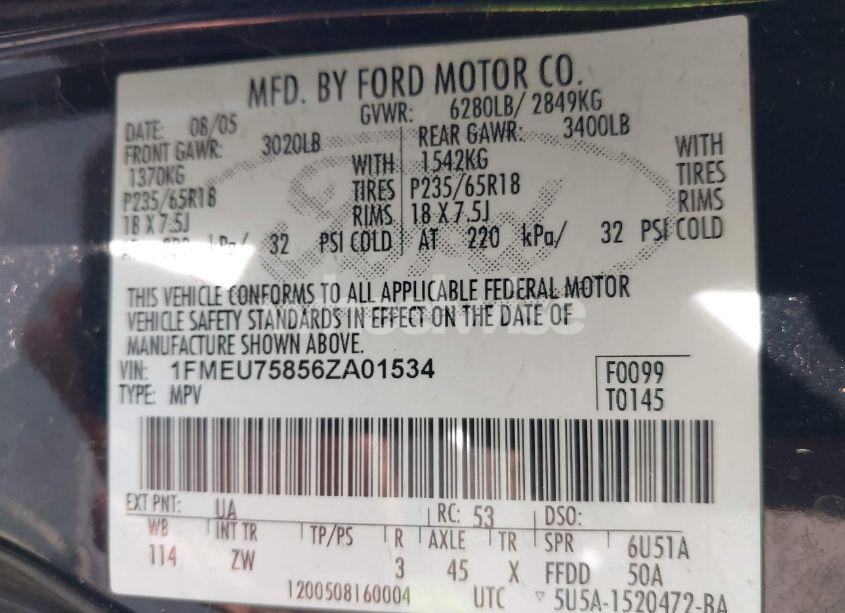 MFD. BY FORD MOTOR CO.
DATE: 08/05 GVWR: 6280LB/ 2849KG
FRONT GAWR: 3020LB REAR GAWR: 3400LB
1370KG WITH 1542KG WITH
P235/65R18 TIRES P235/65R18 TIRES
18 X 7.5J RIMS 18 X 7.5J RIMS
AT kPa/ 32 PSI COLD AT 220 kPa/ 32 PSI COLD
THIS VEHICLE CONFORMS TO ALL APPLICABLE FEDERAL MOTOR
VEHICLE SAFETY STANDARDS IN EFFECT ON THE DATE OF
MANUFACTURE SHOWN ABOVE.
VIN: 1FMEU75856ZA01534 F0099
TYPE: MPV T0145
EXT PNT: UA RC: 53 DSO:
WB INT TR TP/PS R AXLE TR SPR 6U51A
114 ZW 3 45 X FFDD 50A
1200508160004 UTC ▽ 5U5A-1520472-BA